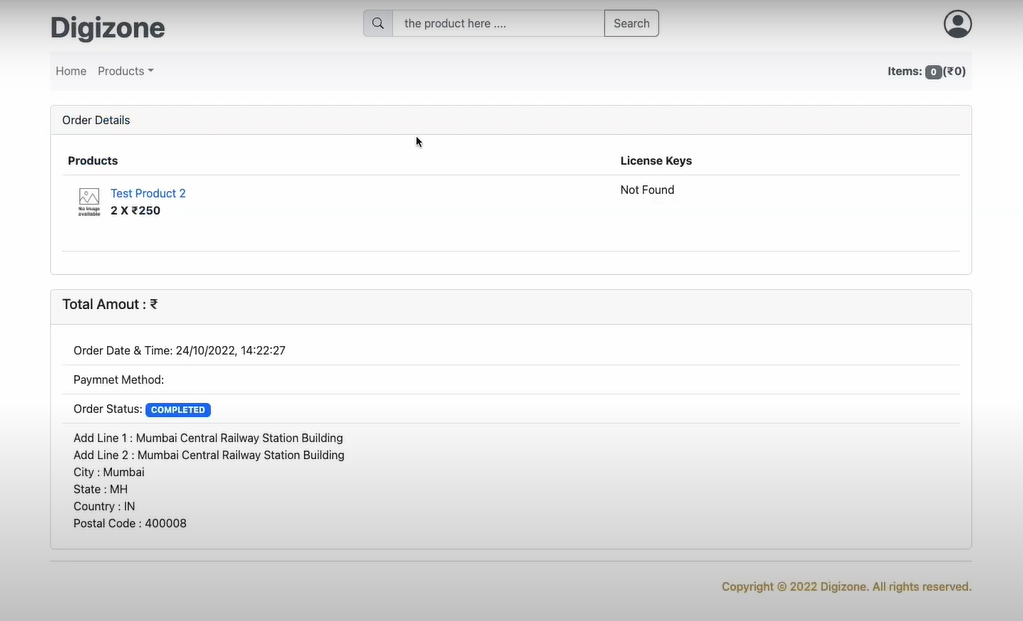 Digizone
the product here ....
Search
Home
Products
Items: 0 (₹0)
Order Details
Products
License Keys
No Image
available
Test Product 2
2 X ₹250
Not Found
Total Amout : ₹
Order Date & Time: 24/10/2022, 14:22:27
Paymnet Method:
Order Status: COMPLETED
Add Line 1 : Mumbai Central Railway Station Building
Add Line 2 : Mumbai Central Railway Station Building
City : Mumbai
State : MH
Country : IN
Postal Code : 400008
Copyright © 2022 Digizone. All rights reserved.